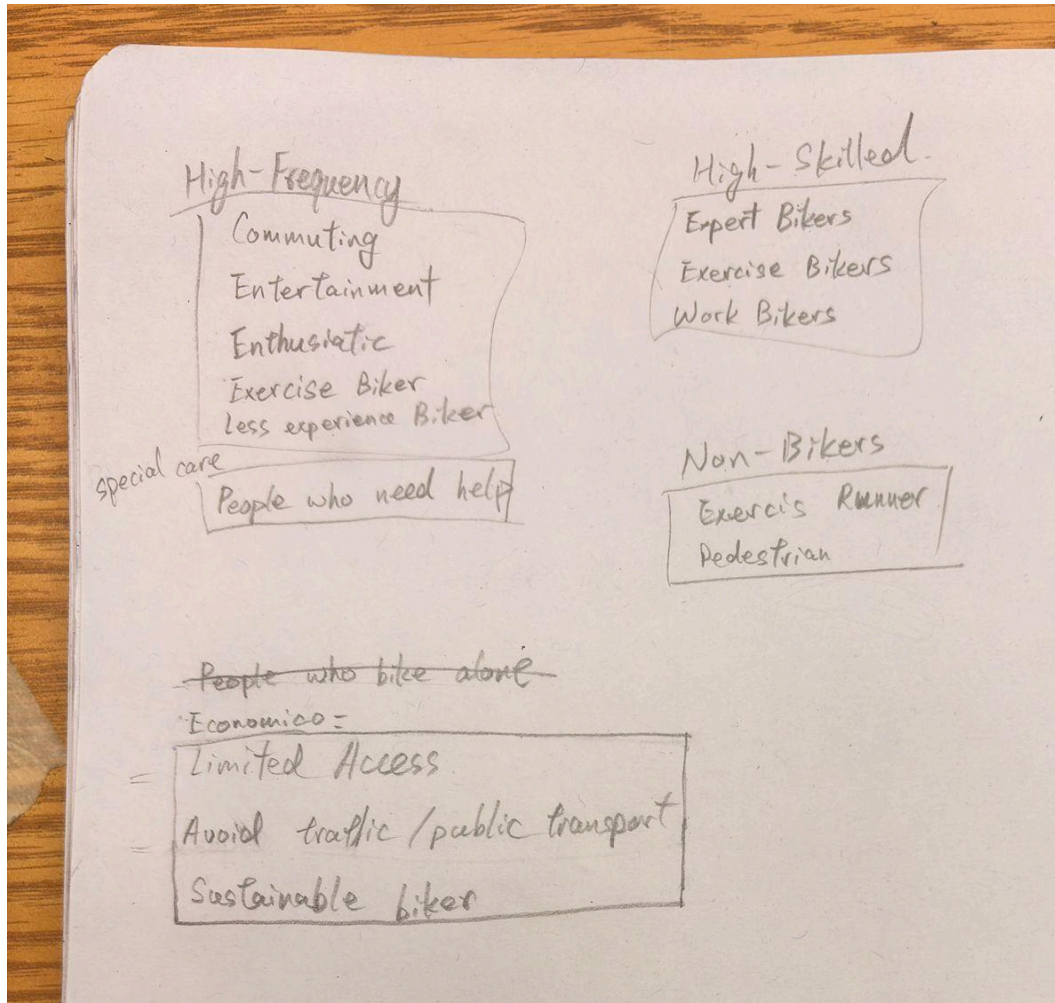 High-Frequency
Commuting
Entertainment
Enthusiatic
Exercise Biker
Less experience Biker
special care
People who need help
High-Skilled.
Expert Bikers
Exercise Bikers
Work Bikers
Non-Bikers
Exercis Runner
Pedestrian
People who bike alone
Economico =
= Limited Access
= Avoid traffic / public transport
Sustainable biker